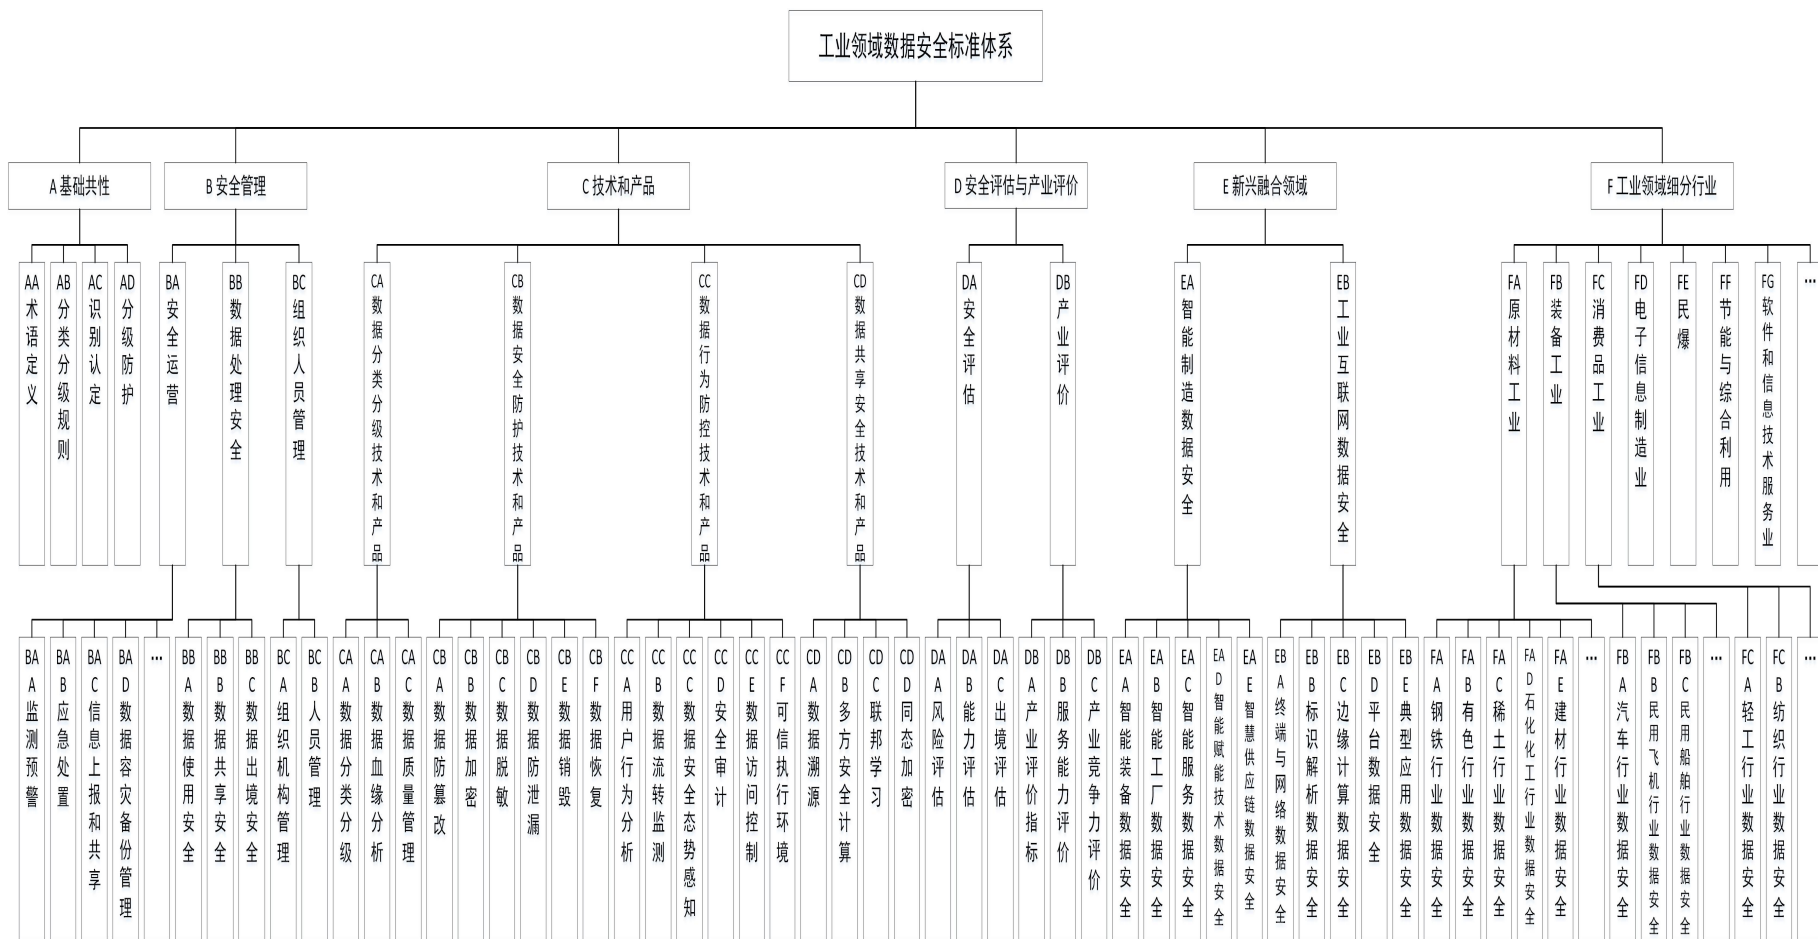 工业领域数据安全标准体系
A 基础共性
B 安全管理
C 技术和产品
D 安全评估与产业评价
E 新兴融合领域
F 工业领域细分行业
AA术语定义
AB分类分级规则
AC识别认定
AD分级防护
BA安全运营
BB数据处理安全
BC组织人员管理
CA数据分类分级技术和产品
CB数据安全防护技术和产品
CC数据行为防控技术和产品
CD数据共享安全技术和产品
DA安全评估
DB产业评价
EA智能制造数据安全
EB工业互联网数据安全
FA原材料工业
FB装备工业
FC消费品工业
FD电子信息制造业
FE民爆
FF节能与综合利用
FG软件和信息技术服务业
…
BAA监测预警
BAB应急处置
BAC信息上报和共享
BAD数据容灾备份管理
…
BBA数据使用安全
BBB数据共享安全
BBC数据出境安全
BCA组织机构管理
BCB人员管理
CAA数据分类分级
CAB数据血缘分析
CAC数据质量管理
CBA数据防篡改
CBB数据加密
CBC数据脱敏
CBD数据防泄漏
CBE数据销毁
CBF数据恢复
CCA用户行为分析
CCB数据流转监测
CCC数据安全态势感知
CCD安全审计
CCE数据访问控制
CCF可信执行环境
CDA数据溯源
CDB多方安全计算
CDC联邦学习
CDD同态加密
DAA风险评估
DAB能力评估
DAC出境评估
DBA产业评价指标
DBB服务能力评价
DBC产业竞争力评价
EAA智能装备数据安全
EAB智能工厂数据安全
EAC智能服务数据安全
EAD智能赋能技术数据安全
EAE智慧供应链数据安全
EBA终端与网络数据安全
EBB标识解析数据安全
EBC边缘计算数据安全
EBD平台数据安全
EBE典型应用数据安全
FAA钢铁行业数据安全
FAB有色行业数据安全
FAC稀土行业数据安全
FAD石化化工行业数据安全
FAE建材行业数据安全
…
FBA汽车行业数据安全
FBB民用飞机行业数据安全
FBC民用船舶行业数据安全
…
FCA轻工行业数据安全
FCB纺织行业数据安全
…